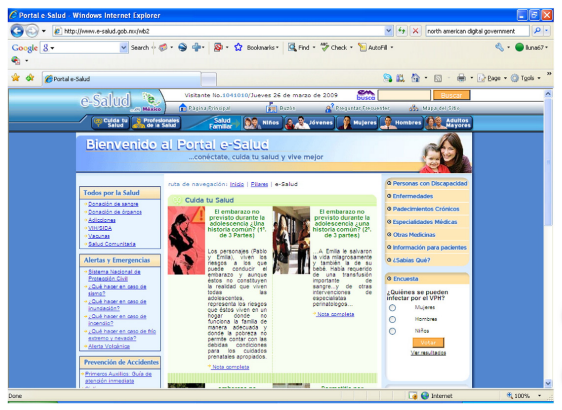 Portal e-Salud - Windows Internet Explorer
http://www.e-salud.gob.mx/wb2
north american digital government
Google
Search
Bookmarks
Find
Check
AutoFill
luna67
Portal e-Salud
Page
Tools
e-Salud
en México
Visitante No.1041010/Jueves 26 de marzo de 2009
busco
Buscar
Página Principal
Buzón
Preguntas Frecuentes
Mapa del Sitio
Cuida tu Salud
Profesionales de la Salud
Salud Familiar
Niños
Jóvenes
Mujeres
Hombres
Adultos Mayores
Bienvenido al Portal e-Salud
...conéctate, cuida tu salud y vive mejor
ruta de navegación: Inicio | Pilares | e-Salud
Todos por la Salud
Donación de sangre
Donación de órganos
Adicciones
VIH/SIDA
Vacunas
Salud Comunitaria
Alertas y Emergencias
Sistema Nacional de
Protección Civil
¿Qué hacer en caso de
sismo?
¿Qué hacer en caso de
inundación?
¿Qué hacer en caso de
incendio?
¿Qué hacer en caso de frío
extremo y nevada?
Alerta Volcánica
Prevención de Accidentes
Primeros Auxilios: Guía de
atención inmediata
Cuida tu Salud
El embarazo no
previsto durante la
adolescencia ¿Una
historia común? (1ª.
de 3 Partes)
Los personajes (Pablo
y Emilia), viven los
riesgos a los que
puede conducir el
embarazo y aunque
éstos no constituyen
la realidad que viven
todas las
adolescentes,
representa los riesgos
que éstos viven en un
hogar donde no
funciona la familia de
manera adecuada y
donde la pobreza no
permite contar con las
debidas condiciones
para los cuidados
prenatales apropiados.
Nota completa
El embarazo no
previsto durante la
adolescencia ¿Una
historia común? (2ª.
de 3 partes)
...A Emilia le salvaron
la vida milagrosamente
y también la de su
bebé. Había requerido
de una transfusión
importante de
sangre...y de otras
intervenciones de
especialistas
perinatólogos...
Nota completa
Personas con Discapacidad
Enfermedades
Padecimientos Crónicos
Especialidades Médicas
Otras Medicinas
Información para pacientes
¿Sabías Qué?
Encuesta
¿Quiénes se pueden
infectar por el VPH?
Mujeres
Hombres
Niños
Votar
Ver resultados
Done
Internet
100%